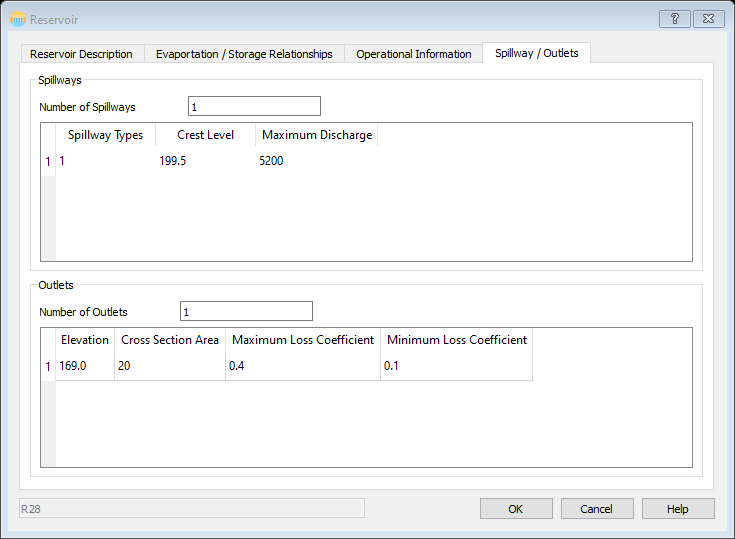 Reservoir
Reservoir Description Evaportation / Storage Relationships Operational Information Spillway / Outlets
Spillways
Number of Spillways 1
Spillway Types Crest Level Maximum Discharge
1 1 199.5 5200
Outlets
Number of Outlets 1
Elevation Cross Section Area Maximum Loss Coefficient Minimum Loss Coefficient
1 169.0 20 0.4 0.1
R28 OK Cancel Help